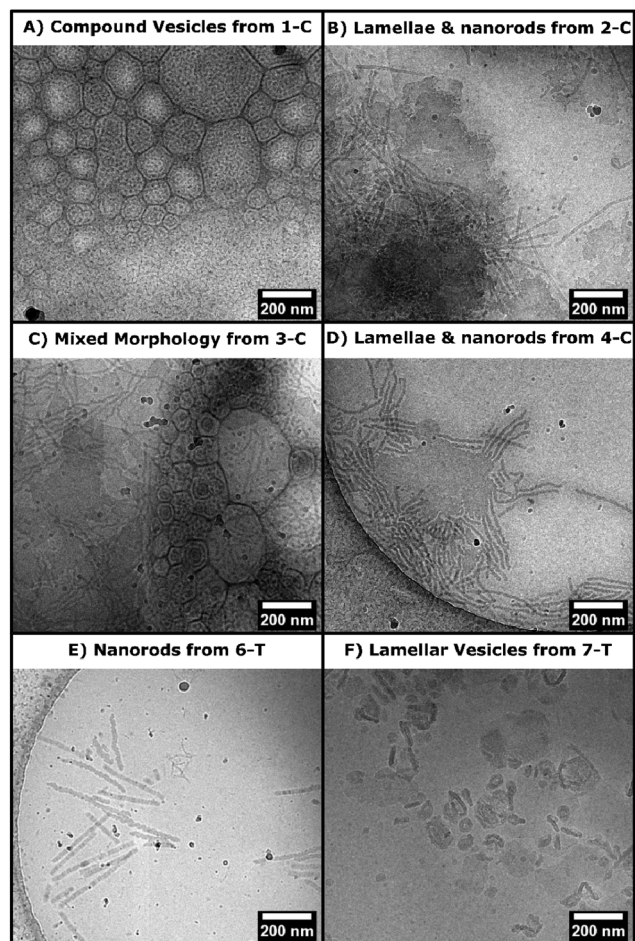 A) Compound Vesicles from 1-C
200 nm
B) Lamellae & nanorods from 2-C
200 nm
C) Mixed Morphology from 3-C
200 nm
D) Lamellae & nanorods from 4-C
200 nm
E) Nanorods from 6-T
200 nm
F) Lamellar Vesicles from 7-T
200 nm